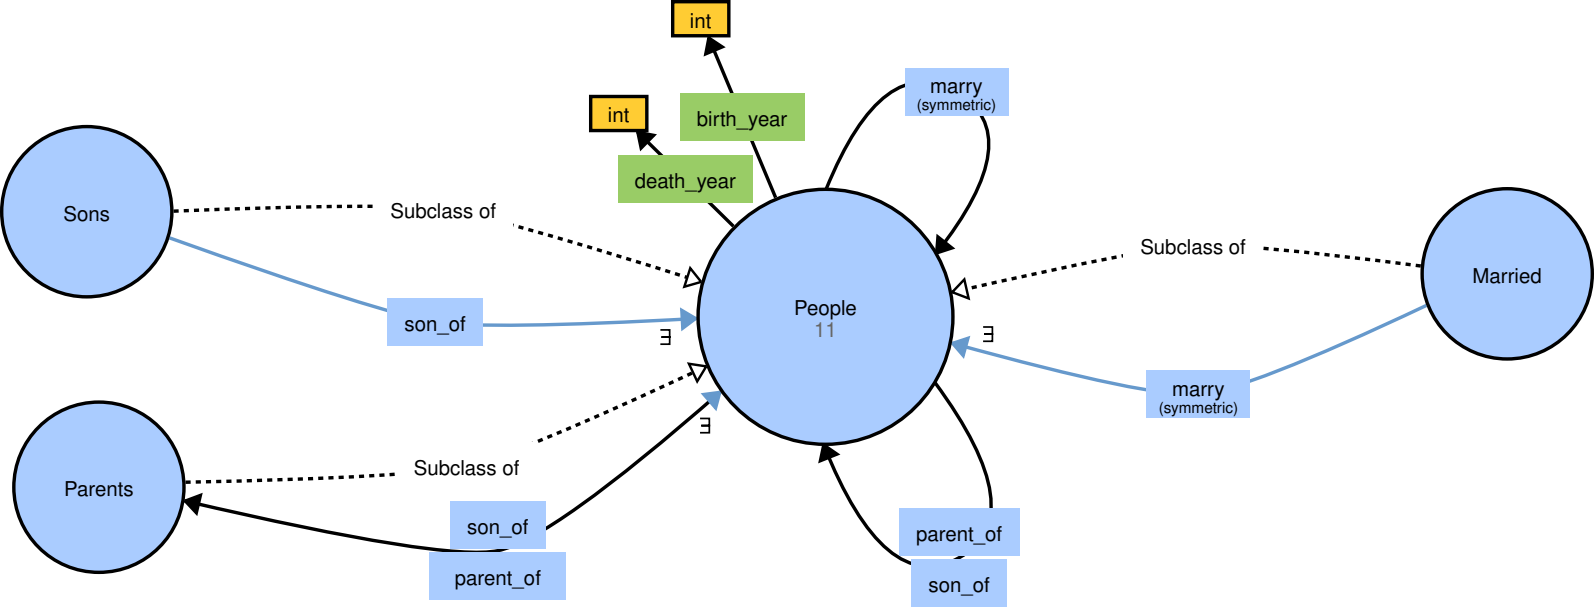 int
int
birth_year
death_year
marry
(symmetric)
Sons
Subclass of
son_of
∃
People
11
Subclass of
Married
∃
marry
(symmetric)
Parents
Subclass of
∃
son_of
parent_of
parent_of
son_of